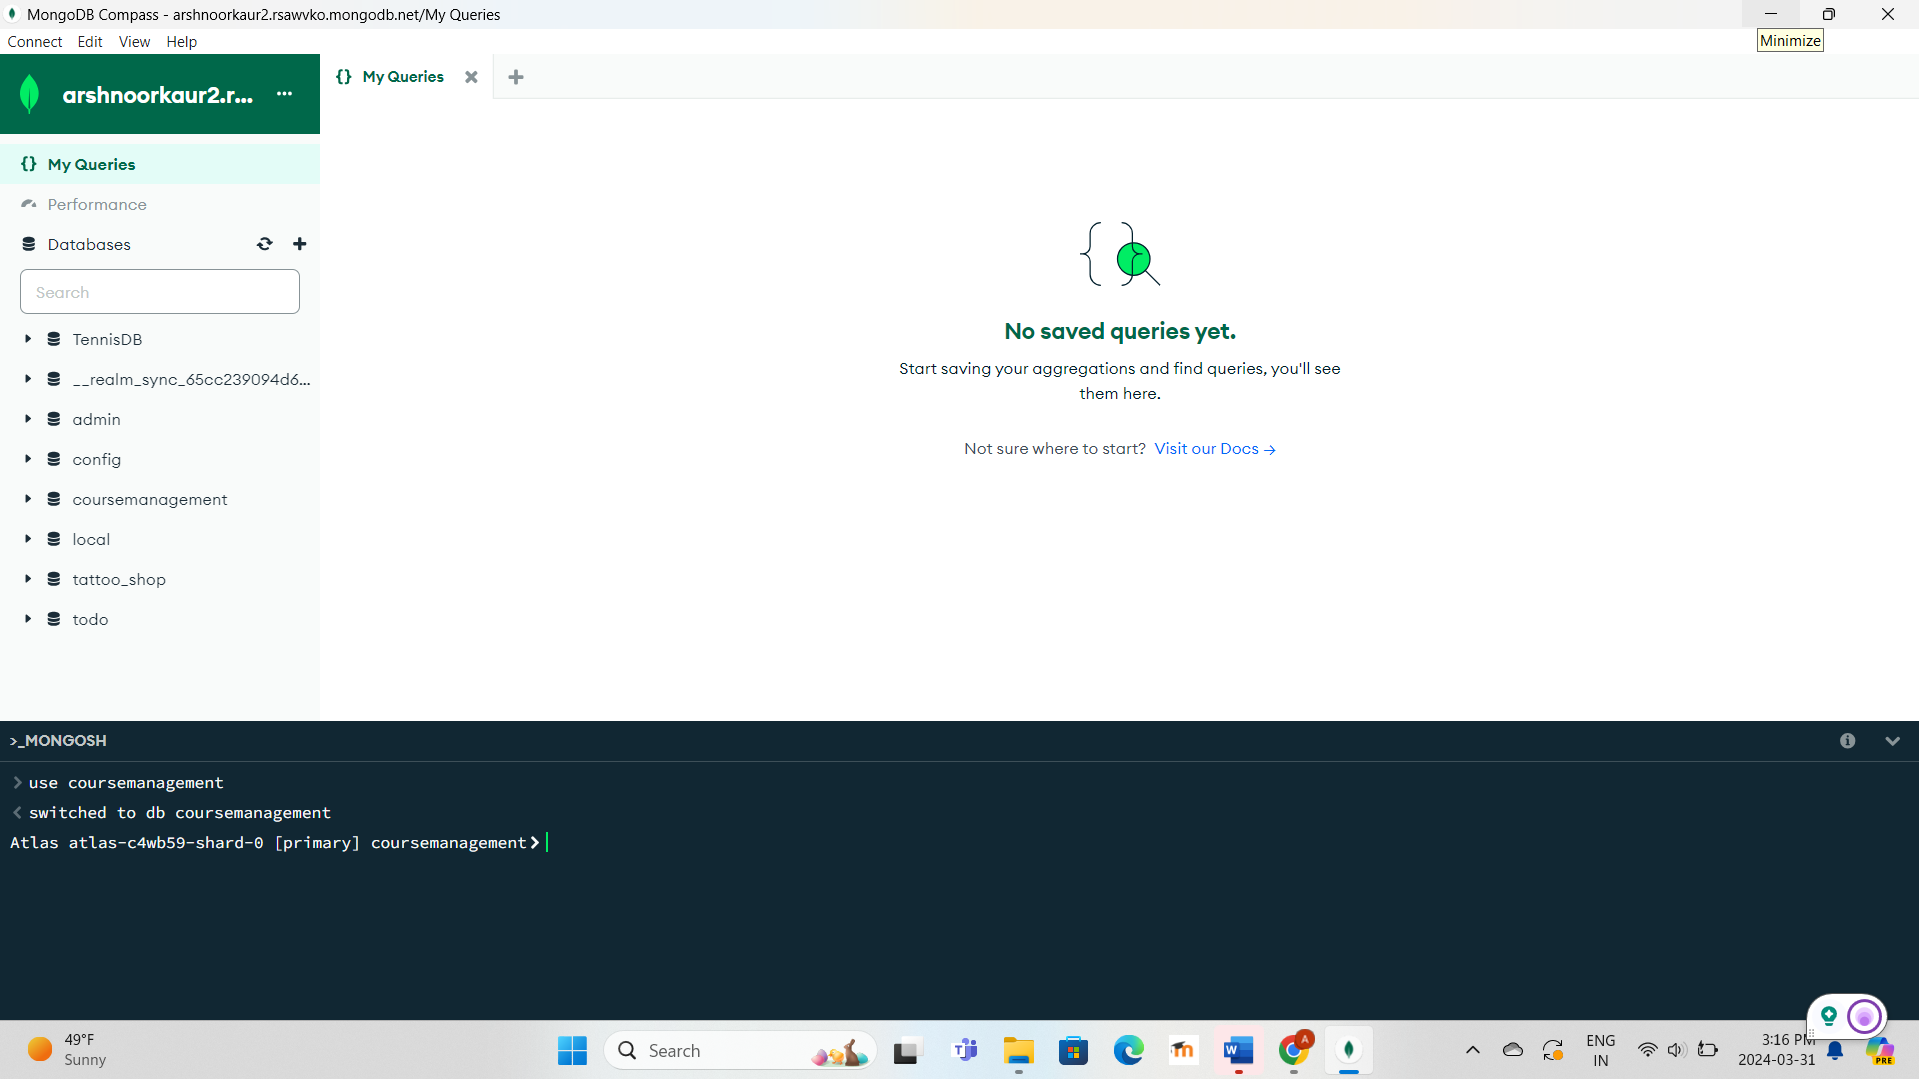 MongoDB Compass - arshnoorkaur2.rsawvko.mongodb.net/My Queries
Connect Edit View Help
Minimize
arshnoorkaur2.r... ...
{} My Queries
{} My Queries
Performance
Databases
Search
TennisDB
__realm_sync_65cc239094d6...
admin
config
coursemanagement
local
tattoo_shop
todo
No saved queries yet.
Start saving your aggregations and find queries, you'll see
them here.
Not sure where to start? Visit our Docs →
>_MONGOSH
> use coursemanagement
< switched to db coursemanagement
Atlas atlas-c4wb59-shard-0 [primary] coursemanagement>
49°F
Sunny
Search
A
ENG
IN
3:16 PM
2024-03-31
PRE